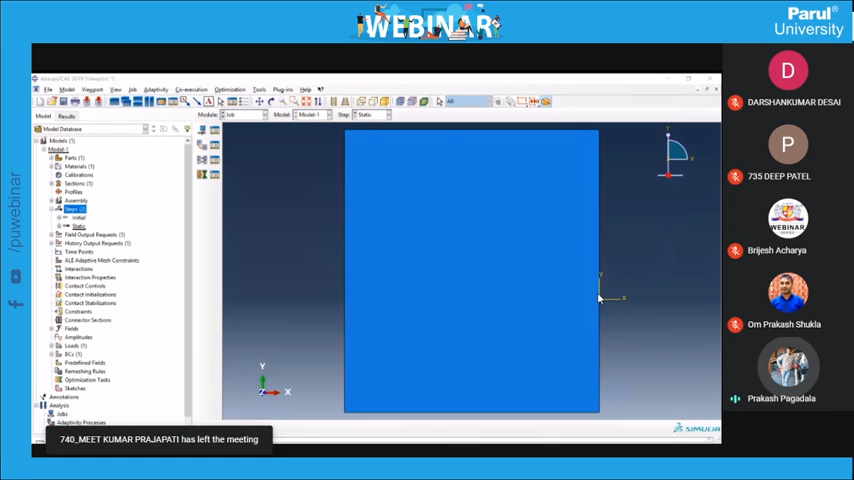 WEBINAR
Parul®
University
Abaqus/CAE 2019 [Viewport: 1]
File Model Viewport View Job Adaptivity Co-execution Optimization Tools Plug-ins Help
All
Model Results Module: Job Model: Model-1 Step: Static
Model Database
Models (1)
Model-1
Parts (1)
Materials (1)
Calibrations
Sections (1)
Profiles
Assembly
Steps (2)
Initial
Static
Field Output Requests (1)
History Output Requests (1)
Time Points
ALE Adaptive Mesh Constraints
Interactions
Interaction Properties
Contact Controls
Contact Initializations
Contact Stabilizations
Constraints
Connector Sections
Fields
Amplitudes
Loads (1)
BCs (1)
Predefined Fields
Remeshing Rules
Optimization Tasks
Sketches
Annotations
Analysis
Jobs
Adaptivity Processes
Y
X
Y
X
Y
X
Z
SIMULIA
740_MEET KUMAR PRAJAPATI has left the meeting
D
DARSHANKUMAR DESAI
P
735 DEEP PATEL
WEBINAR
Brijesh Acharya
Om Prakash Shukla
Prakash Pagadala
/puwebinar